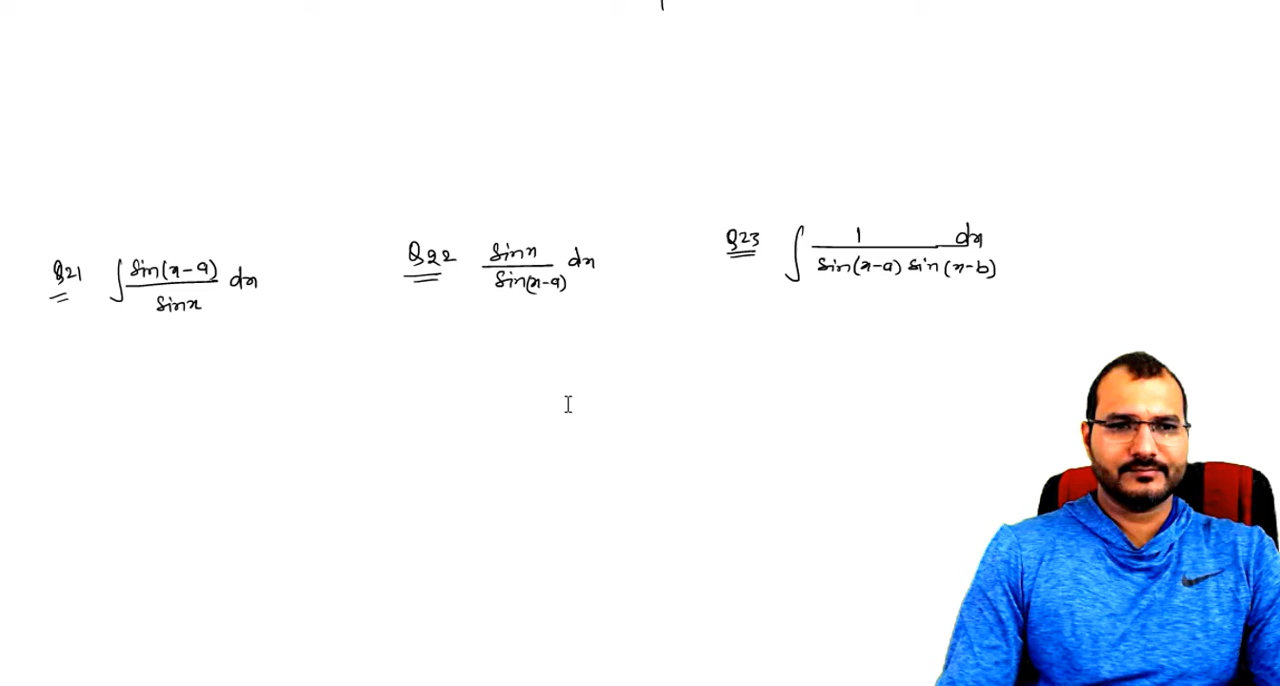 Q21 ∫ sin(x-a)/sinx dx
Q22 sinx/sin(x-a) dx
Q23 ∫ 1/sin(x-a) sin(x-b) dx